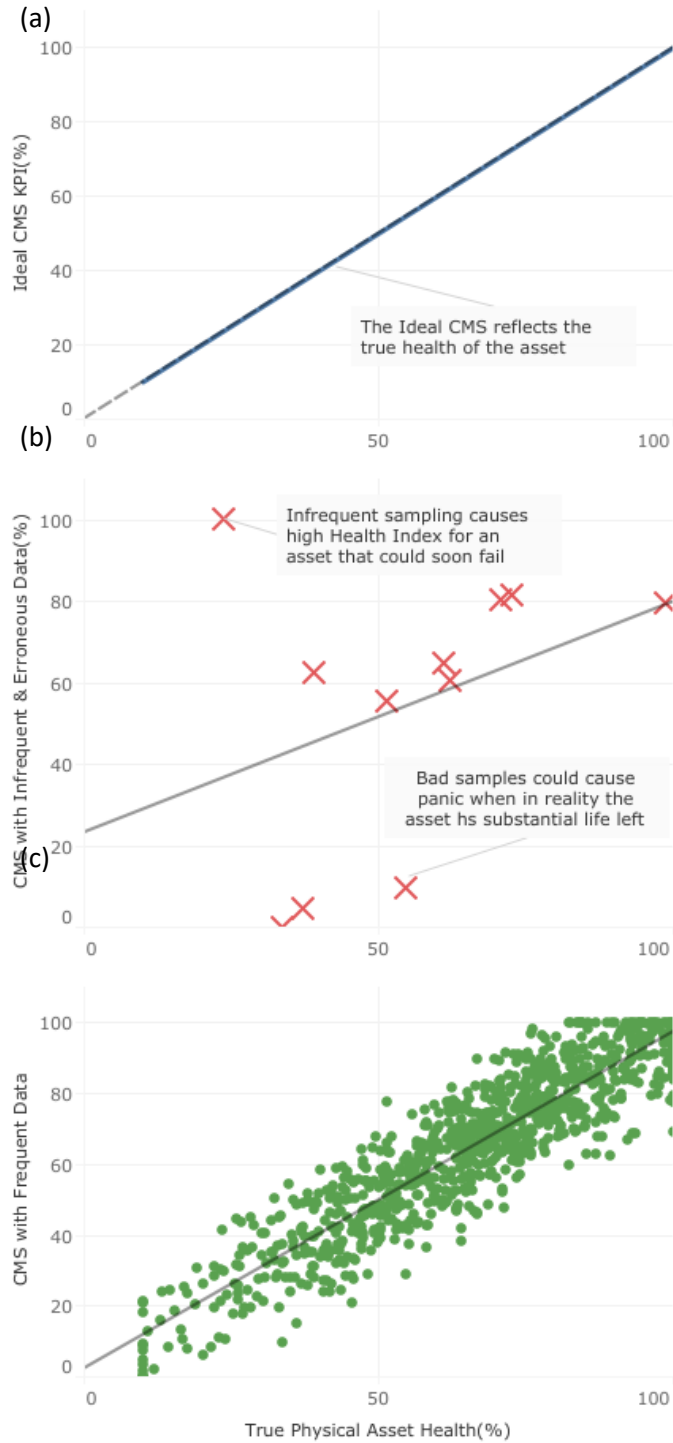 (a)
100
80
60
40
20
0
Ideal CMS KPI(%)
The Ideal CMS reflects the
true health of the asset
0 50 100
(b)
100
80
60
40
20
0
CMS with Infrequent & Erroneous Data(%)
Infrequent sampling causes
high Health Index for an
asset that could soon fail
Bad samples could cause
panic when in reality the
asset hs substantial life left
0 50 100
(c)
100
80
60
40
20
0
CMS with Frequent Data
0 50 100
True Physical Asset Health(%)